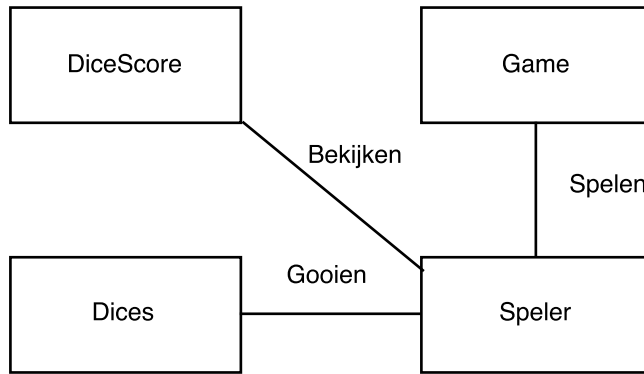 DiceScore
Game
Bekijken
Spelen
Gooien
Dices
Speler